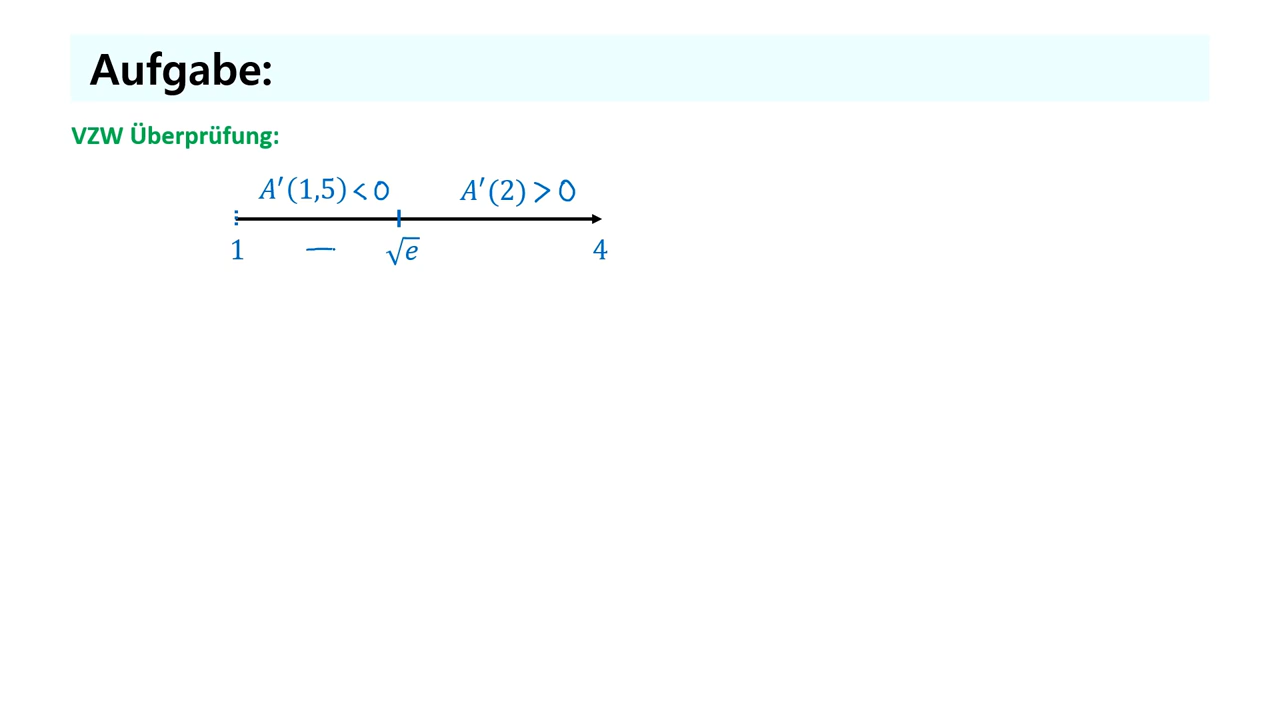 Aufgabe:
VZW Überprüfung:
A′(1,5) < 0 A′(2) > 0
1 — √e 4